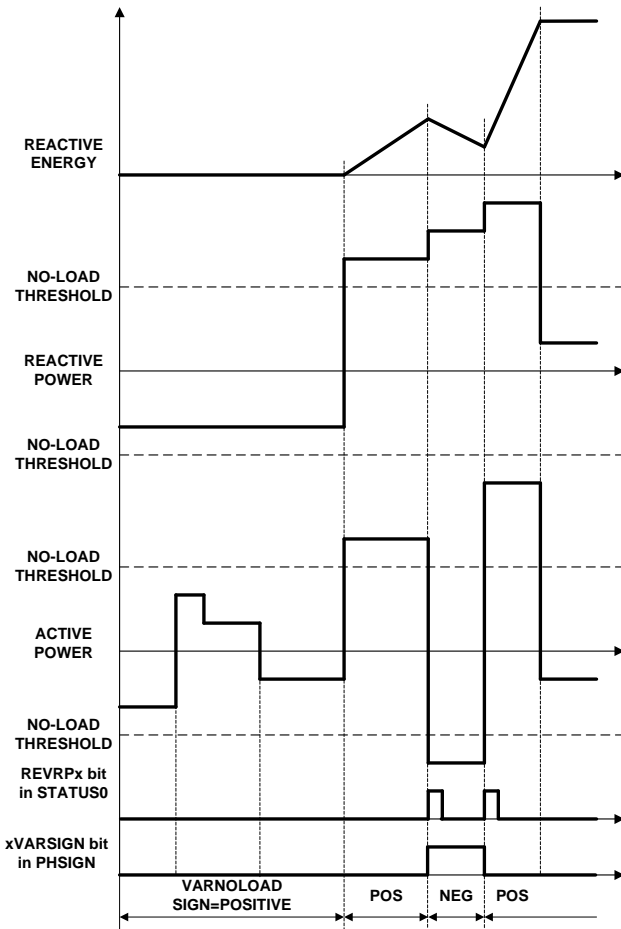 REACTIVE
ENERGY
NO-LOAD
THRESHOLD
REACTIVE
POWER
NO-LOAD
THRESHOLD
NO-LOAD
THRESHOLD
ACTIVE
POWER
NO-LOAD
THRESHOLD
REVRPx bit
in STATUS0
xVARSIGN bit
in PHSIGN
VARNOLOAD
SIGN=POSITIVE
POS
NEG
POS